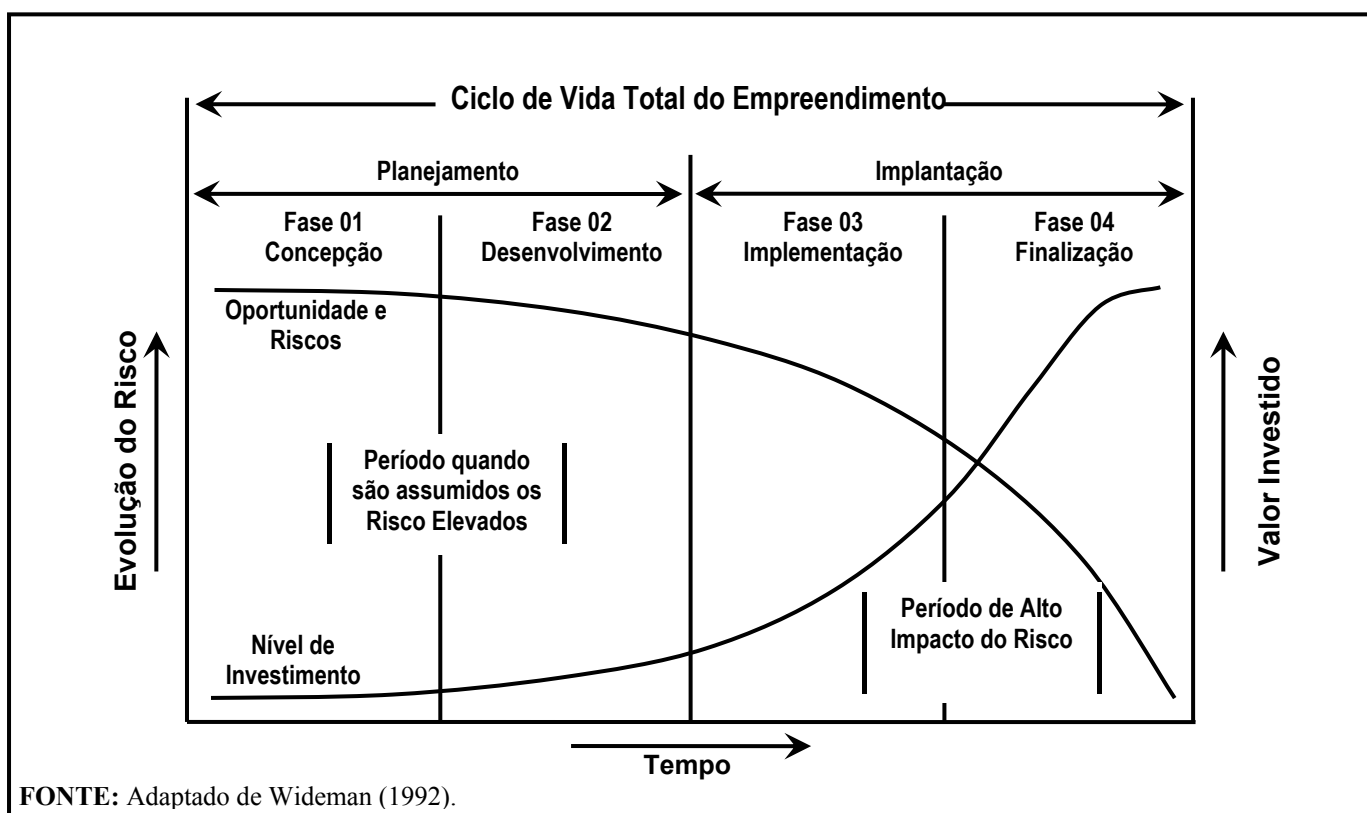 Ciclo de Vida Total do Empreendimento
Planejamento
Implantação
Fase 01
Concepção
Fase 02
Desenvolvimento
Fase 03
Implementação
Fase 04
Finalização
Oportunidade e
Riscos
Evolução do Risco
Valor Investido
Período quando
são assumidos os
Risco Elevados
Período de Alto
Impacto do Risco
Nível de
Investimento
Tempo
FONTE: Adaptado de Wideman (1992).